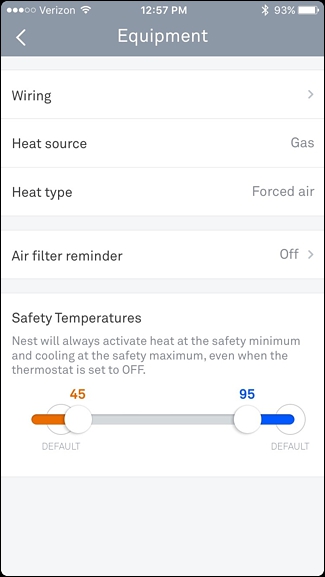 Verizon 12:57 PM 93%
Equipment
Wiring
Heat source Gas
Heat type Forced air
Air filter reminder Off
Safety Temperatures
Nest will always activate heat at the safety minimum
and cooling at the safety maximum, even when the
thermostat is set to OFF.
45 95
DEFAULT DEFAULT